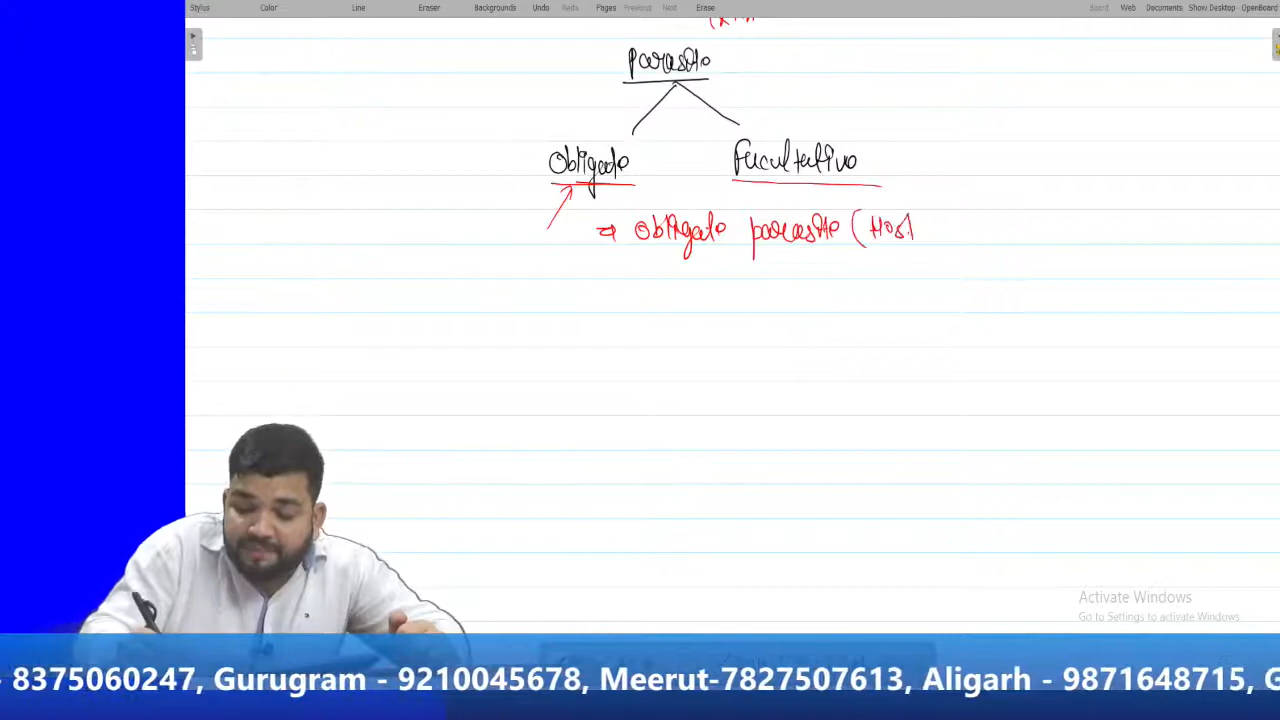 Stylus Color Line Eraser Backgrounds Undo Redo Pages Previous Next Erase Board Web Documents Show Desktop OpenBoard
Parasite
Obligate Facultative
⇒ Obligate parasite (Host
Activate Windows
Go to Settings to activate Windows.
- 8375060247, Gurugram - 9210045678, Meerut-7827507613, Aligarh - 9871648715, G